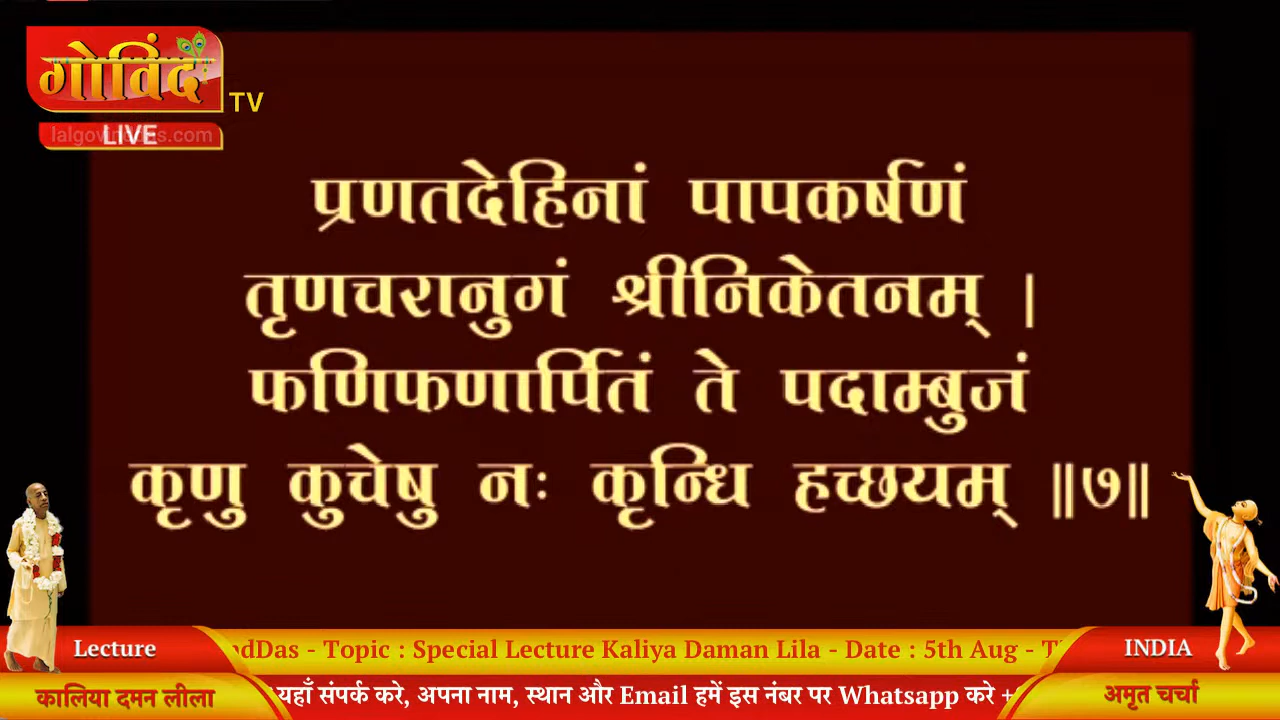 गोविंद
TV
LIVE
प्रणतदेहिनां पापकर्षणं
तृणचरानुगं श्रीनिकेतनम् |
फणिफणार्पितं ते पदाम्बुजं
कृणु कुचेषु नः कृन्धि हृच्छयम् ॥७॥
Lecture
ndDas - Topic : Special Lecture Kaliya Daman Lila - Date : 5th Aug -
INDIA
कालिया दमन लीला
यहाँ संपर्क करे, अपना नाम, स्थान और Email हमें इस नंबर पर Whatsapp करे +
अमृत चर्चा